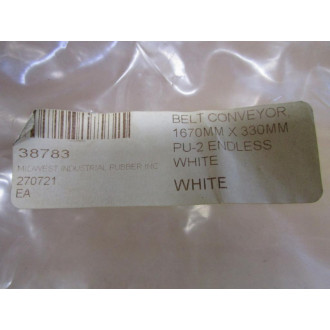 38783
MIDWEST INDUSTRIAL RUBBER INC
270721
EA
BELT CONVEYOR,
1670MM X 330MM
PU-2 ENDLESS
WHITE
WHITE